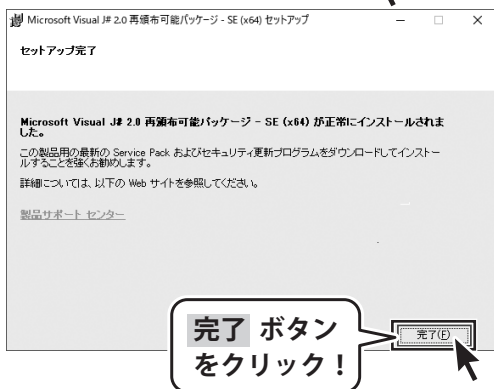 Microsoft Visual J# 2.0 再頒布可能パッケージ - SE (x64) セットアップ
セットアップ完了
Microsoft Visual J# 2.0 再頒布可能パッケージ - SE (x64) が正常にインストールされま
した。
この製品用の最新の Service Pack およびセキュリティ更新プログラムをダウンロードしてインストー
ルすることを強くお勧めします。
詳細については、以下の Web サイトを参照してください。
製品サポート センター
完了 ボタン
をクリック！
完了(F)